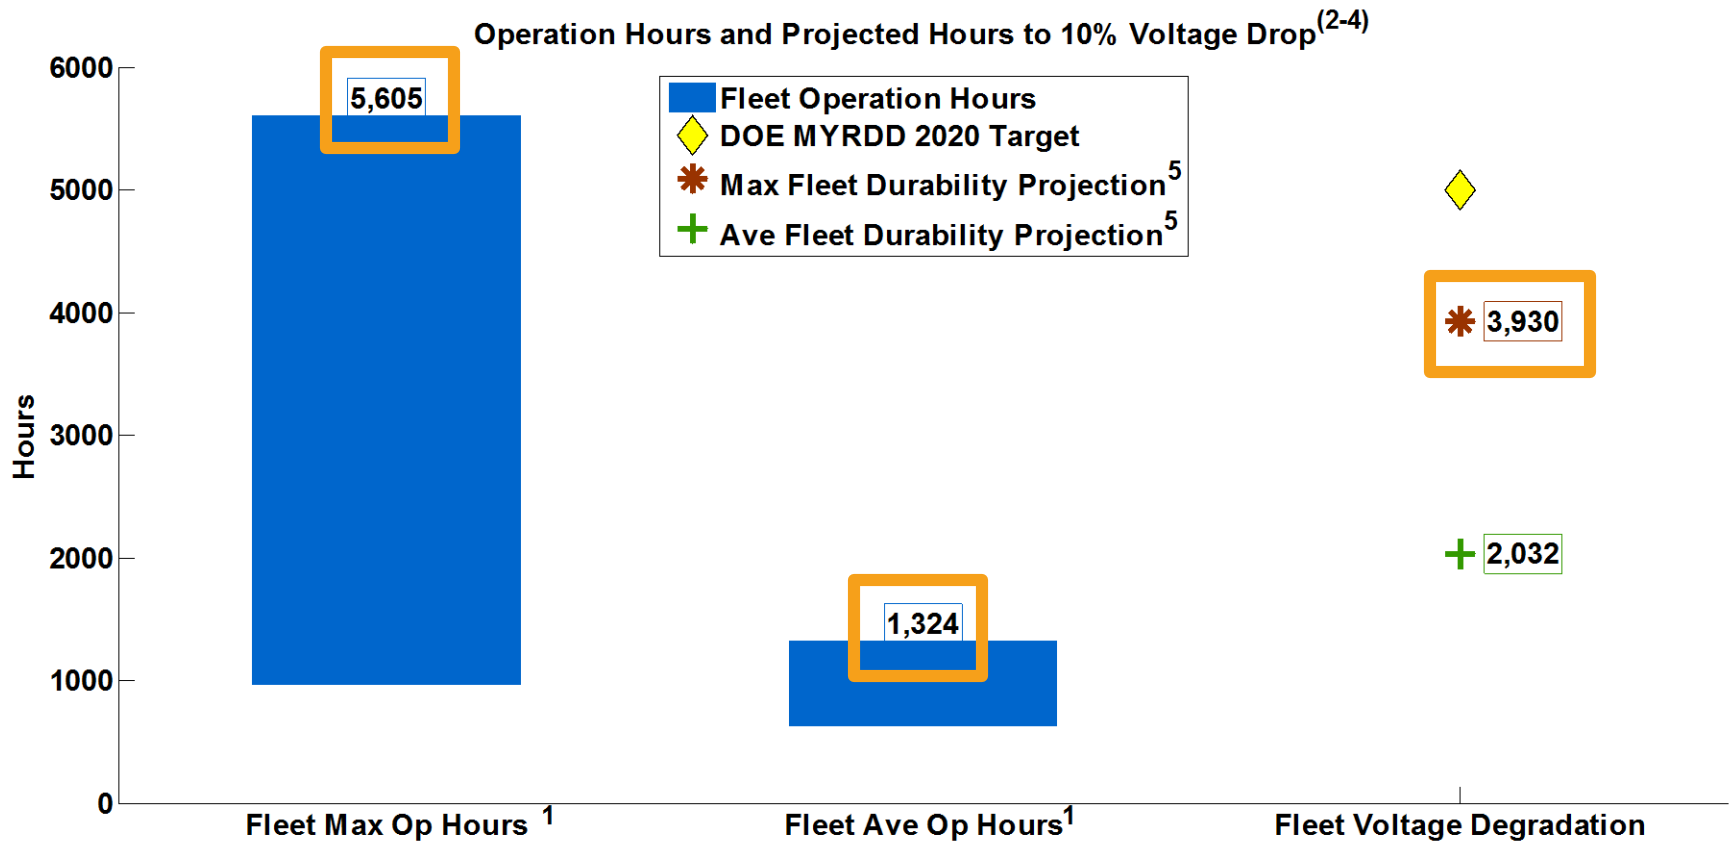 Operation Hours and Projected Hours to 10% Voltage Drop(2-4)
6000
5000
4000
3000
2000
1000
0
Hours
5,605
Fleet Operation Hours
DOE MYRDD 2020 Target
Max Fleet Durability Projection5
Ave Fleet Durability Projection5
3,930
2,032
1,324
Fleet Max Op Hours 1
Fleet Ave Op Hours1
Fleet Voltage Degradation